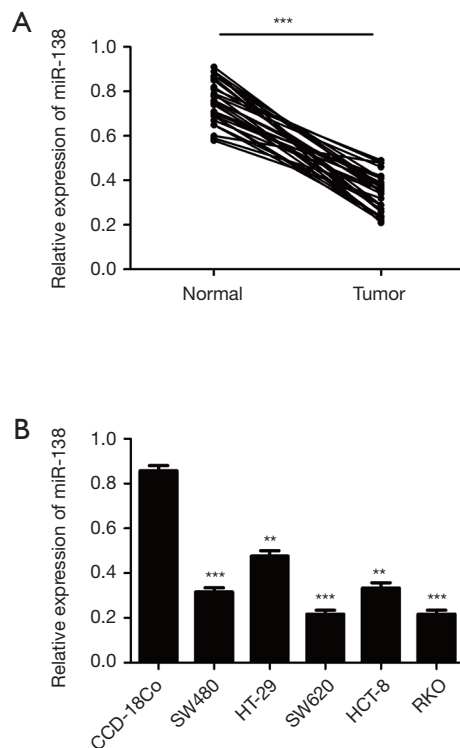 A
***
Relative expression of miR-138
1.0
0.8
0.6
0.4
0.2
0.0
Normal Tumor
B
Relative expression of miR-138
1.0
0.8
0.6
0.4
0.2
0.0
***
**
***
**
***
CCD-18Co
SW480
HT-29
SW620
HCT-8
RKO